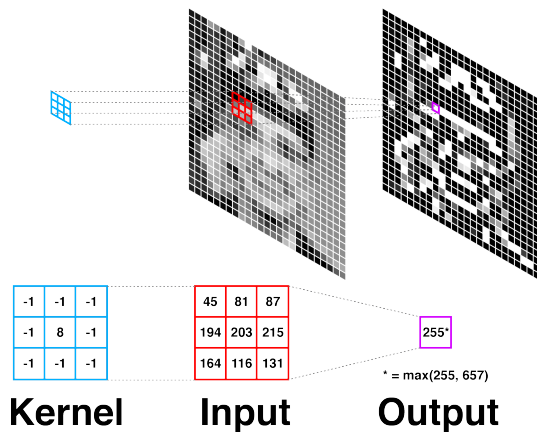 -1 -1 -1
-1 8 -1
-1 -1 -1
45 81 87
194 203 215
164 116 131
255*
* = max(255, 657)
Kernel
Input
Output